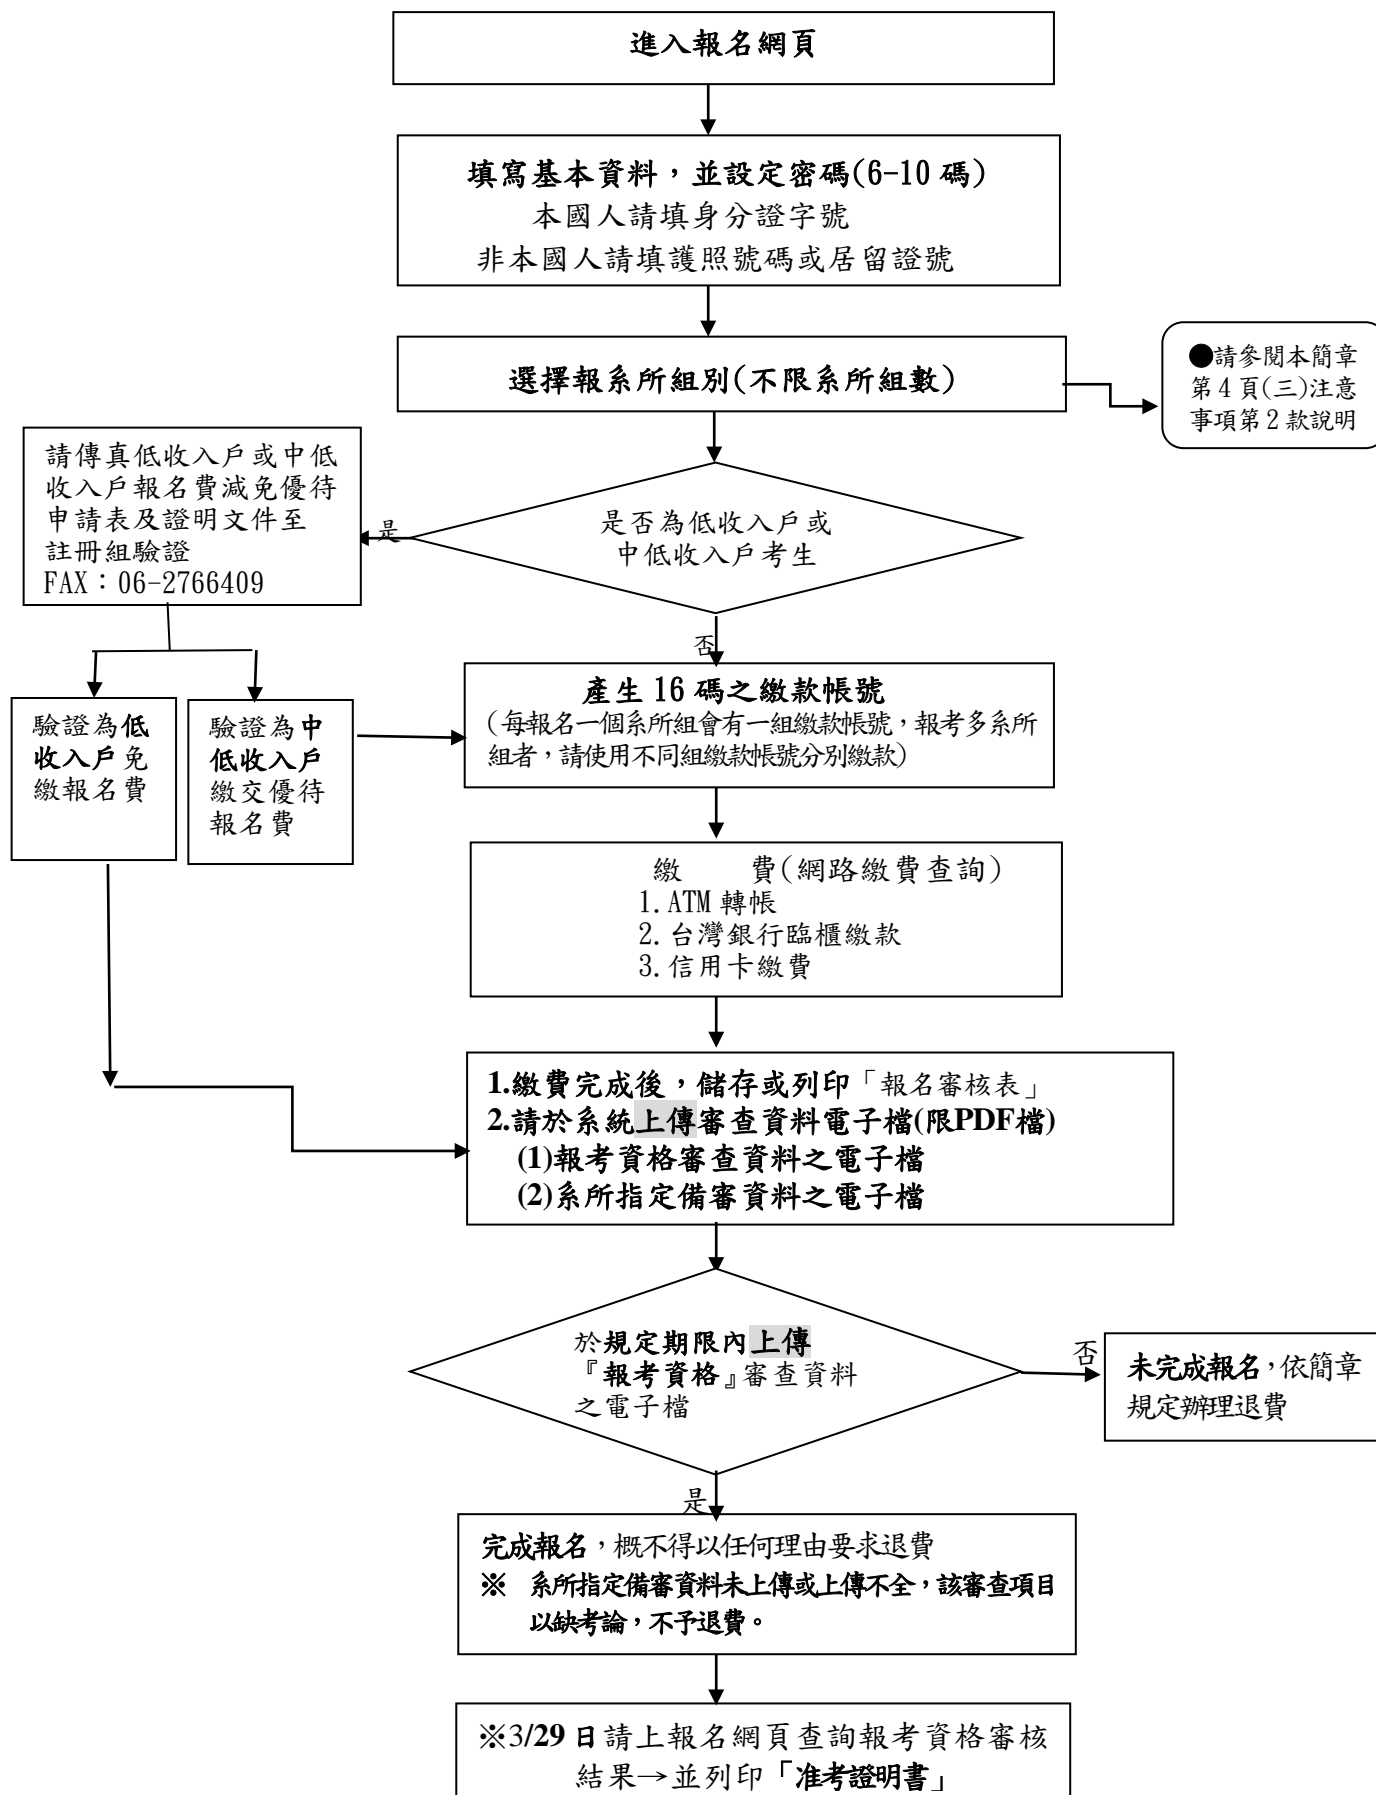 進入報名網頁
填寫基本資料，並設定密碼(6-10 碼)
本國人請填身分證字號
非本國人請填護照號碼或居留證號
選擇報系所組別(不限系所組數)
●請參閱本簡章
第 4 頁(三)注意
事項第 2 款說明
是否為低收入戶或
中低收入戶考生
是
請傳真低收入戶或中低
收入戶報名費減免優待
申請表及證明文件至
註冊組驗證
FAX：06-2766409
否
驗證為低
收入戶免
繳報名費
驗證為中
低收入戶
繳交優待
報名費
產生 16 碼之繳款帳號
(每報名一個系所組會有一組繳款帳號，報考多系所
組者，請使用不同組繳款帳號分別繳款)
繳　　費(網路繳費查詢)
1. ATM 轉帳
2. 台灣銀行臨櫃繳款
3. 信用卡繳費
1.繳費完成後，儲存或列印「報名審核表」
2.請於系統上傳審查資料電子檔(限PDF檔)
(1)報考資格審查資料之電子檔
(2)系所指定備審資料之電子檔
於規定期限內上傳
『報考資格』審查資料
之電子檔
否
未完成報名，依簡章
規定辦理退費
是
完成報名，概不得以任何理由要求退費
※ 系所指定備審資料未上傳或上傳不全，該審查項目
以缺考論，不予退費。
※3/29 日請上報名網頁查詢報考資格審核
結果→並列印「准考證明書」